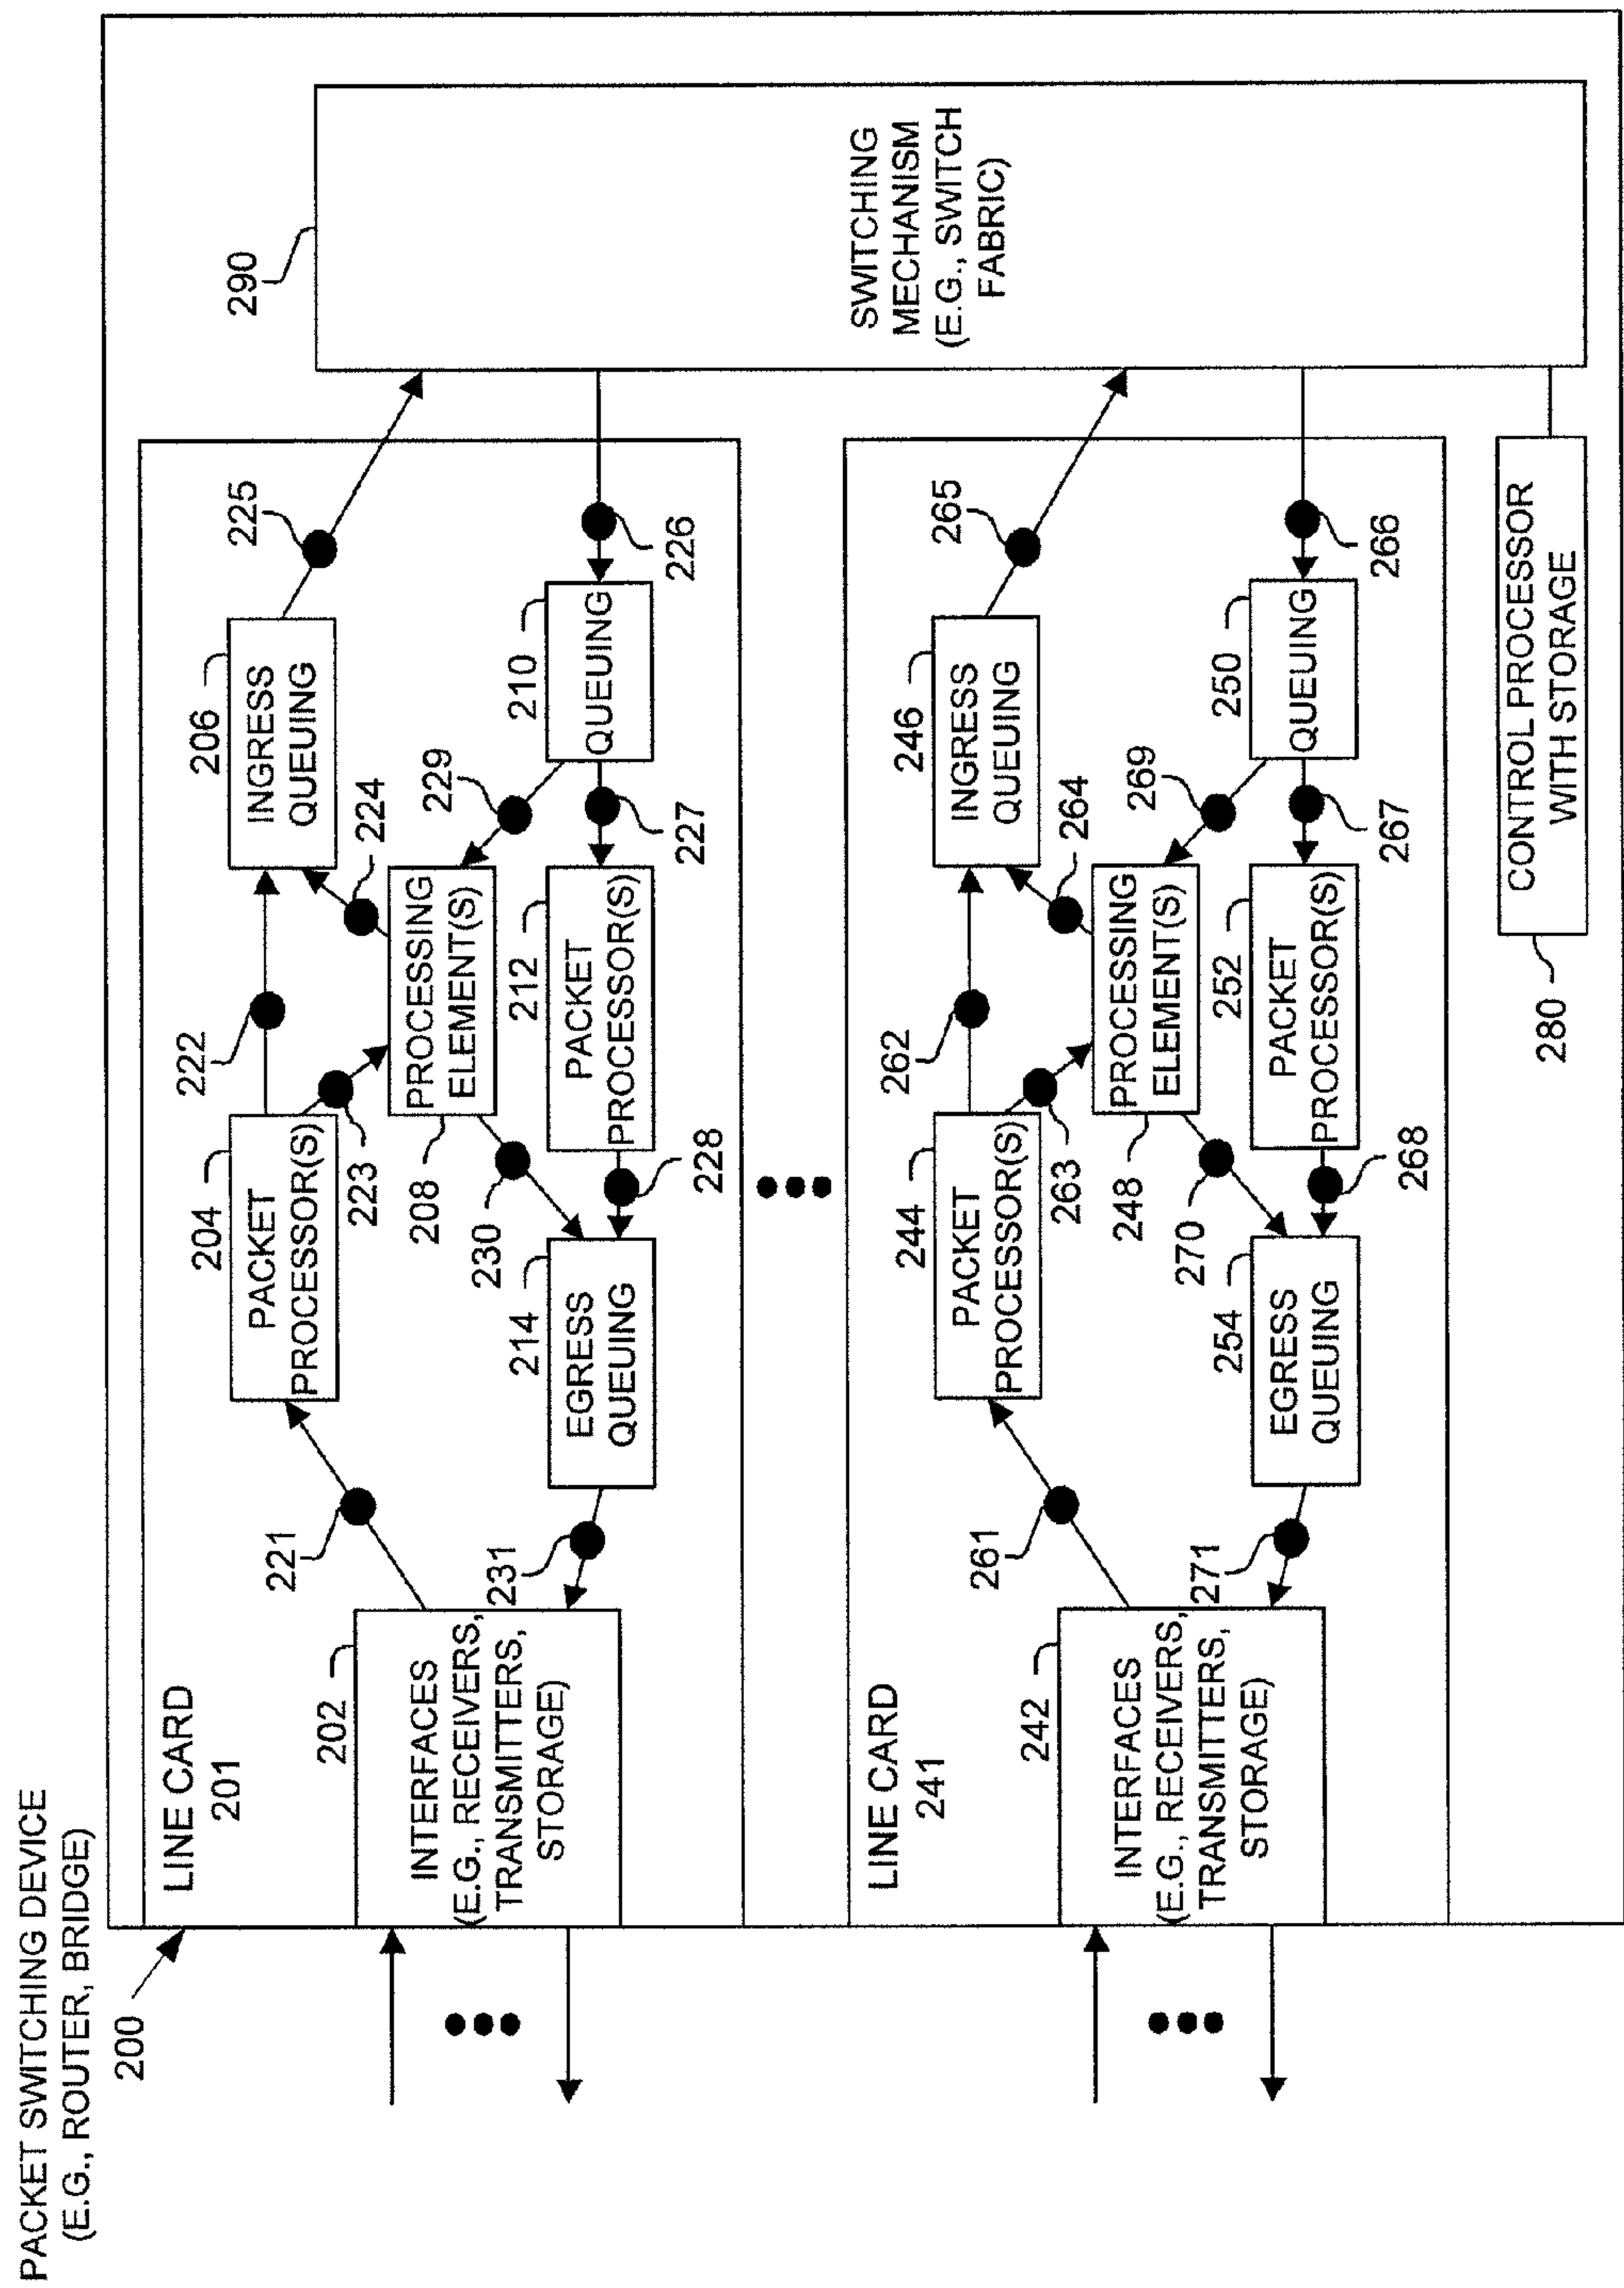 PACKET SWITCHING DEVICE
(E.G., ROUTER, BRIDGE)
200
LINE CARD
201
202
INTERFACES
(E.G., RECEIVERS,
TRANSMITTERS,
STORAGE)
221
231
204
PACKET
PROCESSOR(S)
222
223
206
INGRESS
QUEUING
224
225
208
PROCESSING
ELEMENT(S)
229
230
210
QUEUING
226
227
212
PACKET
PROCESSOR(S)
228
214
EGRESS
QUEUING
LINE CARD
241
242
INTERFACES
(E.G., RECEIVERS,
TRANSMITTERS,
STORAGE)
261
271
244
PACKET
PROCESSOR(S)
262
263
246
INGRESS
QUEUING
264
265
248
PROCESSING
ELEMENT(S)
269
270
250
QUEUING
266
267
252
PACKET
PROCESSOR(S)
268
254
EGRESS
QUEUING
280
CONTROL PROCESSOR
WITH STORAGE
290
SWITCHING
MECHANISM
(E.G., SWITCH
FABRIC)